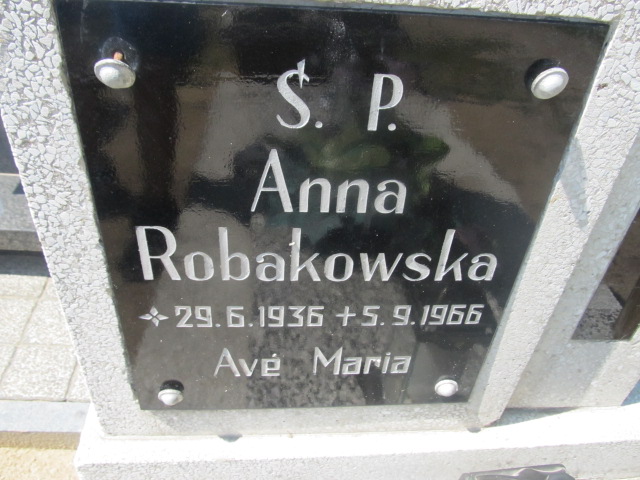 Ś. P.
Anna
Robakowska
29.6.1936 + 5.9.1966
Avé Maria